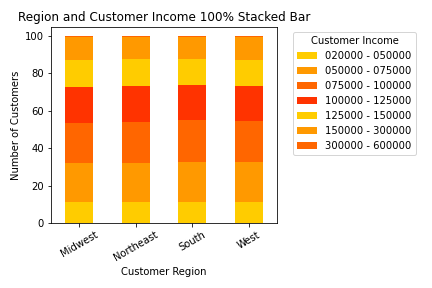 Region and Customer Income 100% Stacked Bar
Number of Customers
100
80
60
40
20
0
Midwest
Northeast
South
West
Customer Region
Customer Income
020000 - 050000
050000 - 075000
075000 - 100000
100000 - 125000
125000 - 150000
150000 - 300000
300000 - 600000